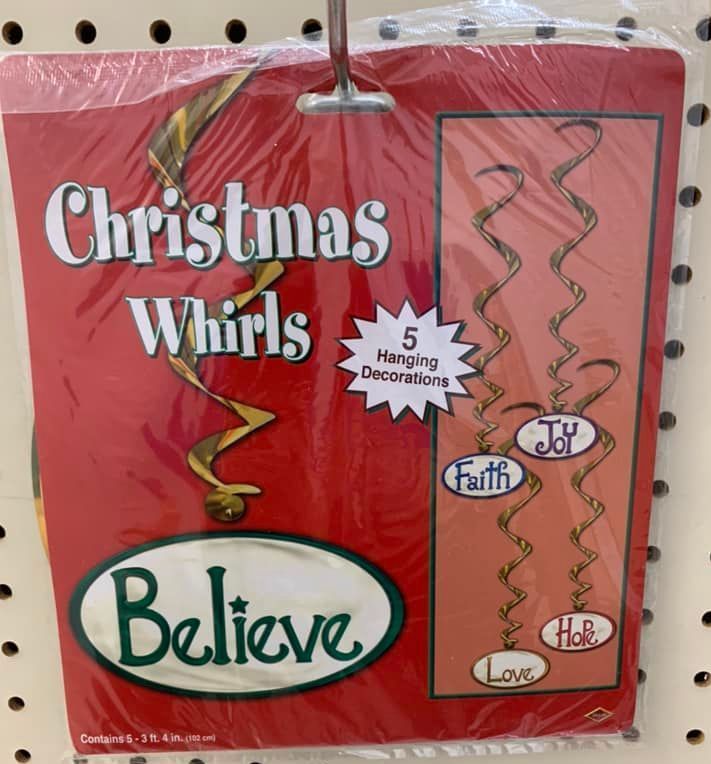 Christmas
Whirls
5
Hanging
Decorations
Joy
Faith
Hope
Love
Believe
Contains 5 - 3 ft. 4 in. (102 cm)